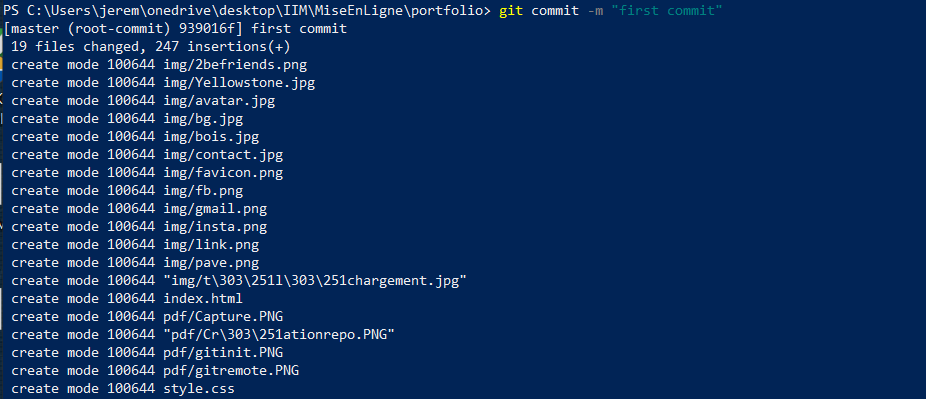 PS C:\Users\jerem\onedrive\desktop\IIM\MiseEnLigne\portfolio> git commit -m "first commit"
[master (root-commit) 939016f] first commit
 19 files changed, 247 insertions(+)
 create mode 100644 img/2befriends.png
 create mode 100644 img/Yellowstone.jpg
 create mode 100644 img/avatar.jpg
 create mode 100644 img/bg.jpg
 create mode 100644 img/bois.jpg
 create mode 100644 img/contact.jpg
 create mode 100644 img/favicon.png
 create mode 100644 img/fb.png
 create mode 100644 img/gmail.png
 create mode 100644 img/insta.png
 create mode 100644 img/link.png
 create mode 100644 img/pave.png
 create mode 100644 "img/t\303\251l\303\251chargement.jpg"
 create mode 100644 index.html
 create mode 100644 pdf/Capture.PNG
 create mode 100644 "pdf/Cr\303\251ationrepo.PNG"
 create mode 100644 pdf/gitinit.PNG
 create mode 100644 pdf/gitremote.PNG
 create mode 100644 style.css